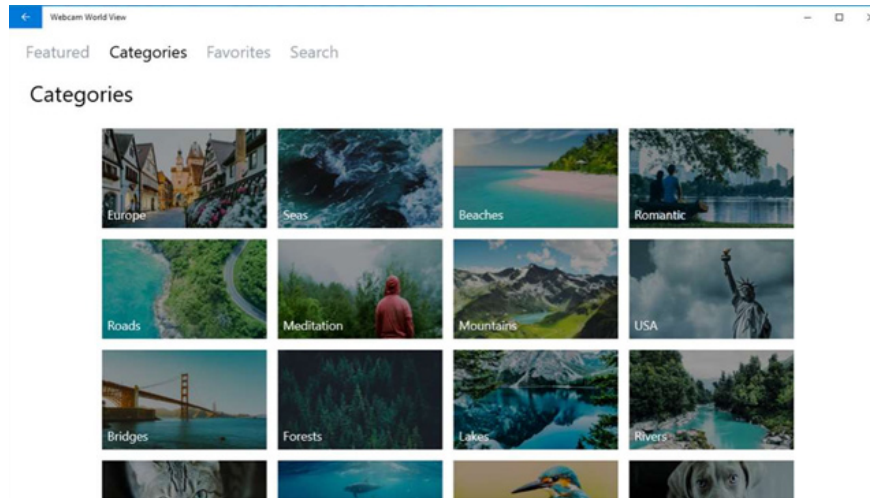 Webcam World View
Featured Categories Favorites Search
Categories
Europe Seas Beaches Romantic
Roads Meditation Mountains USA
Bridges Forests Lakes Rivers